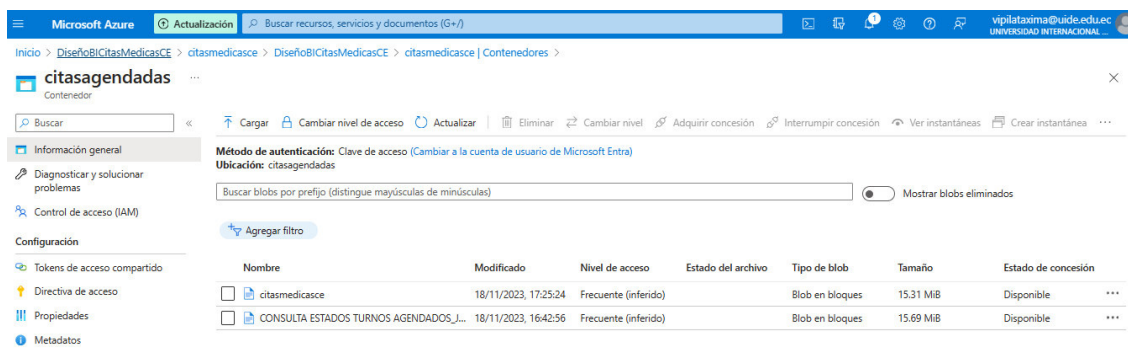 Microsoft Azure
Actualización
Buscar recursos, servicios y documentos (G+/)
1
vipilataxima@uide.edu.ec
UNIVERSIDAD INTERNACIONAL ...
Inicio > DiseñoBICitasMedicasCE > citasmedicasce > DiseñoBICitasMedicasCE > citasmedicasce | Contenedores >
citasagendadas ...
Contenedor
Buscar
Cargar Cambiar nivel de acceso Actualizar Eliminar Cambiar nivel Adquirir concesión Interrumpir concesión Ver instantáneas Crear instantánea ...
Información general
Diagnosticar y solucionar
problemas
Control de acceso (IAM)
Configuración
Tokens de acceso compartido
Directiva de acceso
Propiedades
Metadatos
Método de autenticación: Clave de acceso (Cambiar a la cuenta de usuario de Microsoft Entra)
Ubicación: citasagendadas
Buscar blobs por prefijo (distingue mayúsculas de minúsculas)
Mostrar blobs eliminados
Agregar filtro
Nombre Modificado Nivel de acceso Estado del archivo Tipo de blob Tamaño Estado de concesión
citasmedicasce 18/11/2023, 17:25:24 Frecuente (inferido) Blob en bloques 15.31 MiB Disponible ...
CONSULTA ESTADOS TURNOS AGENDADOS_J... 18/11/2023, 16:42:56 Frecuente (inferido) Blob en bloques 15.69 MiB Disponible ...